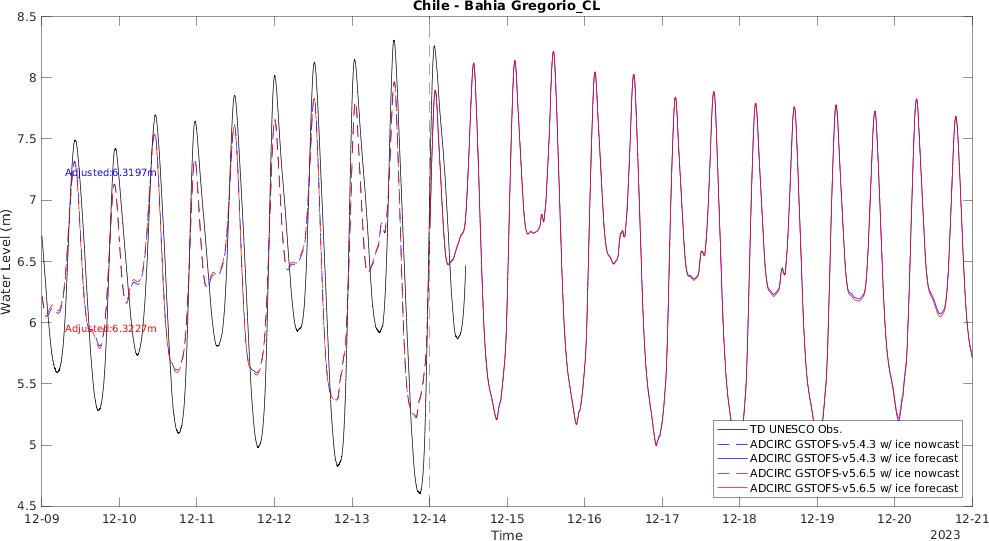 Chile - Bahia Gregorio_CL
8.5
8
7.5
7
6.5
6
5.5
5
4.5
Water Level (m)
Adjusted:6.3197m
Adjusted:6.3227m
TD UNESCO Obs.
ADCIRC GSTOFS-v5.4.3 w/ ice nowcast
ADCIRC GSTOFS-v5.4.3 w/ ice forecast
ADCIRC GSTOFS-v5.6.5 w/ ice nowcast
ADCIRC GSTOFS-v5.6.5 w/ ice forecast
12-09 12-10 12-11 12-12 12-13 12-14 12-15 12-16 12-17 12-18 12-19 12-20 12-21
Time
2023